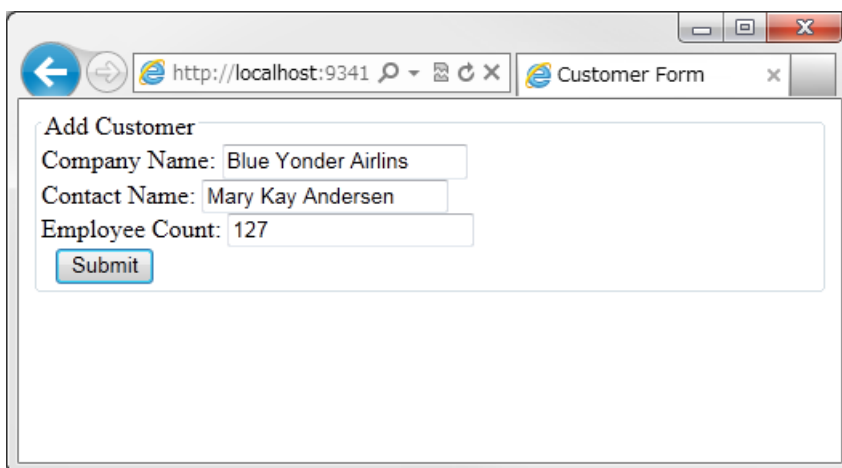 http://localhost:9341
Customer Form
Add Customer
Company Name: Blue Yonder Airlins
Contact Name: Mary Kay Andersen
Employee Count: 127
Submit